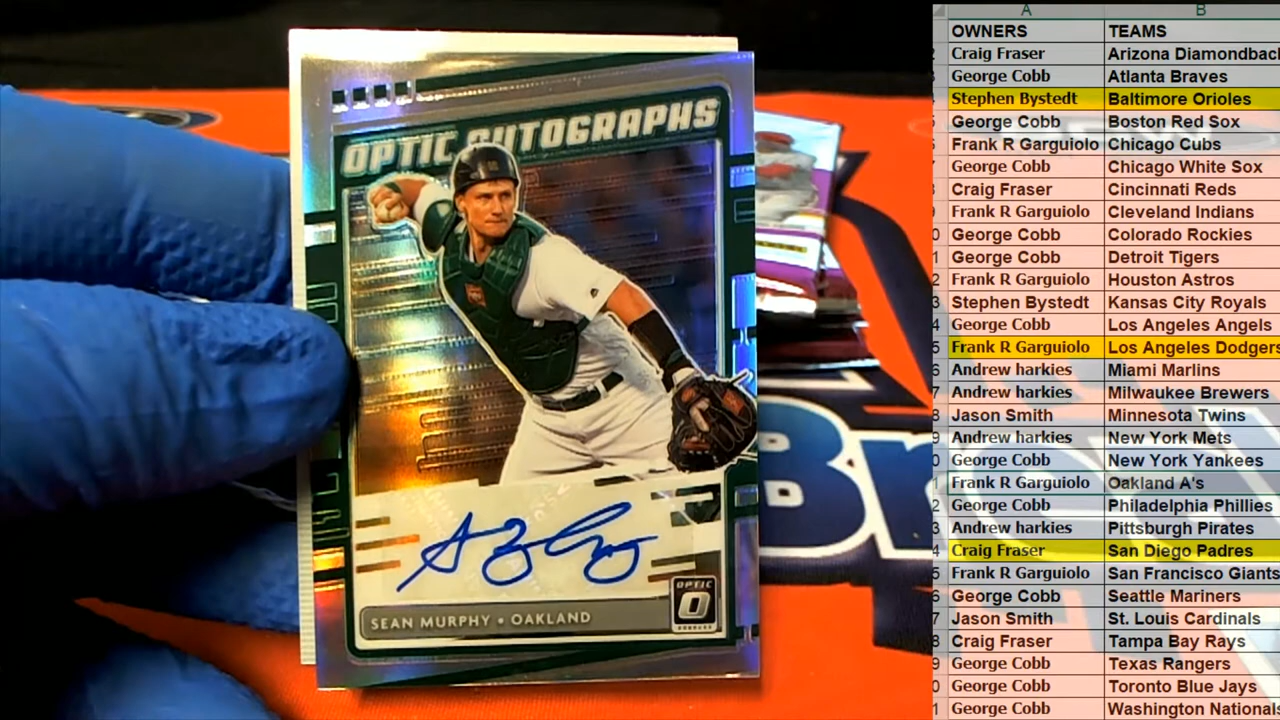 OPTIC AUTOGRAPHS
SEAN MURPHY • OAKLAND
OPTIC
Br
A B
OWNERS TEAMS
Craig Fraser Arizona Diamondbac
George Cobb Atlanta Braves
Stephen Bystedt Baltimore Orioles
George Cobb Boston Red Sox
Frank R Garguiolo Chicago Cubs
George Cobb Chicago White Sox
Craig Fraser Cincinnati Reds
Frank R Garguiolo Cleveland Indians
George Cobb Colorado Rockies
George Cobb Detroit Tigers
Frank R Garguiolo Houston Astros
Stephen Bystedt Kansas City Royals
George Cobb Los Angeles Angels
Frank R Garguiolo Los Angeles Dodgers
Andrew harkies Miami Marlins
Andrew harkies Milwaukee Brewers
Jason Smith Minnesota Twins
Andrew harkies New York Mets
George Cobb New York Yankees
Frank R Garguiolo Oakland A's
George Cobb Philadelphia Phillies
Andrew harkies Pittsburgh Pirates
Craig Fraser San Diego Padres
Frank R Garguiolo San Francisco Giants
George Cobb Seattle Mariners
Jason Smith St. Louis Cardinals
Craig Fraser Tampa Bay Rays
George Cobb Texas Rangers
George Cobb Toronto Blue Jays
George Cobb Washington Nationals